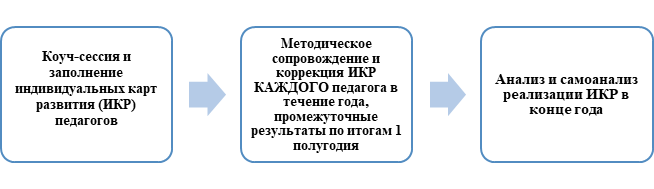 Коуч-сессия и
заполнение
индивидуальных карт
развития (ИКР)
педагогов
Методическое
сопровождение и
коррекция ИКР
КАЖДОГО педагога в
течение года,
промежуточные
результаты по итогам 1
полугодия
Анализ и самоанализ
реализации ИКР в
конце года